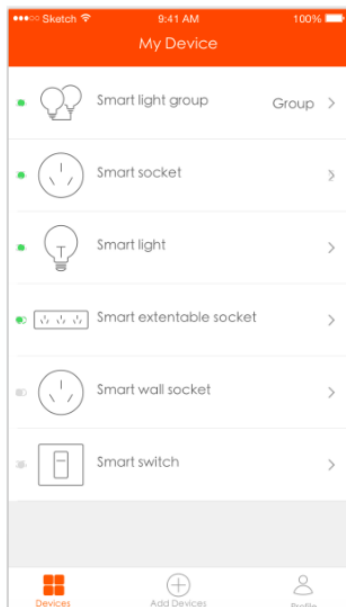 Sketch 9:41 AM 100%
My Device
Smart light group Group
Smart socket
Smart light
Smart extentable socket
Smart wall socket
Smart switch
Devices Add Devices Profile